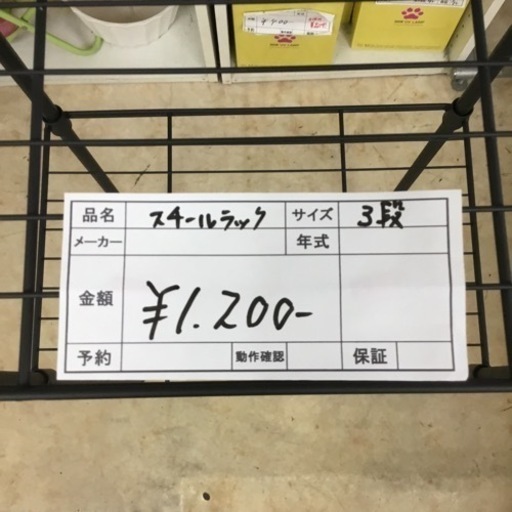 ¥900-
品名 スチールラック サイズ 3段
メーカー 年式
金額 ¥1.200-
予約 動作確認 保証